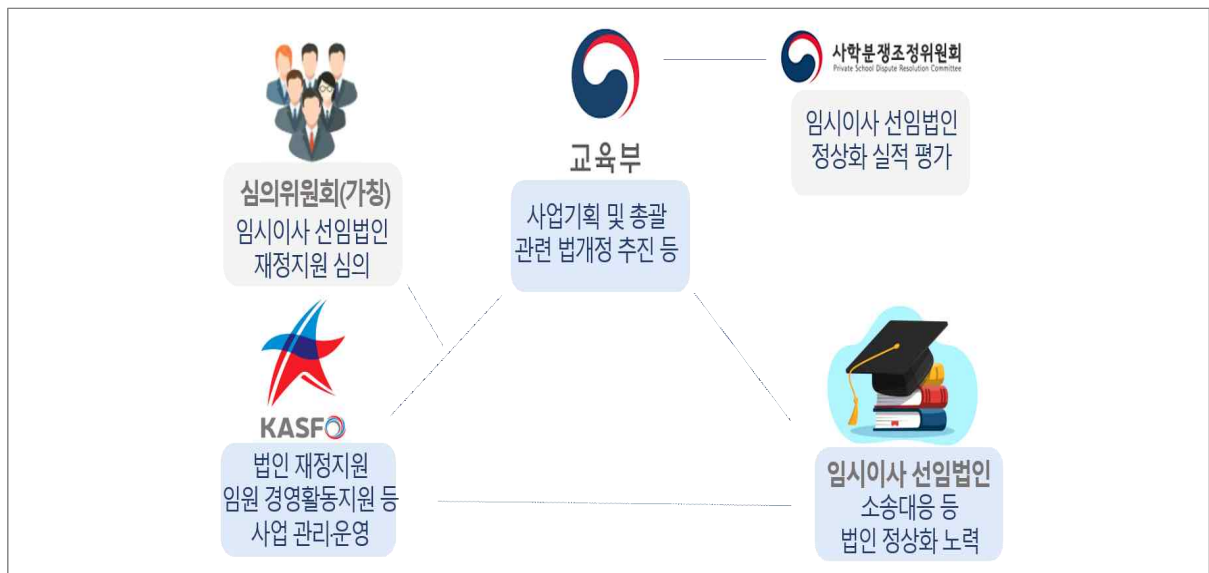 사학분쟁조정위원회
Private School Dispute Resolution Committee
임시이사 선임법인
정상화 실적 평가
교육부
사업기획 및 총괄
관련 법개정 추진 등
심의위원회(가칭)
임시이사 선임법인
재정지원 심의
KASFO
법인 재정지원
임원 경영활동지원 등
사업 관리·운영
임시이사 선임법인
소송대응 등
법인 정상화 노력